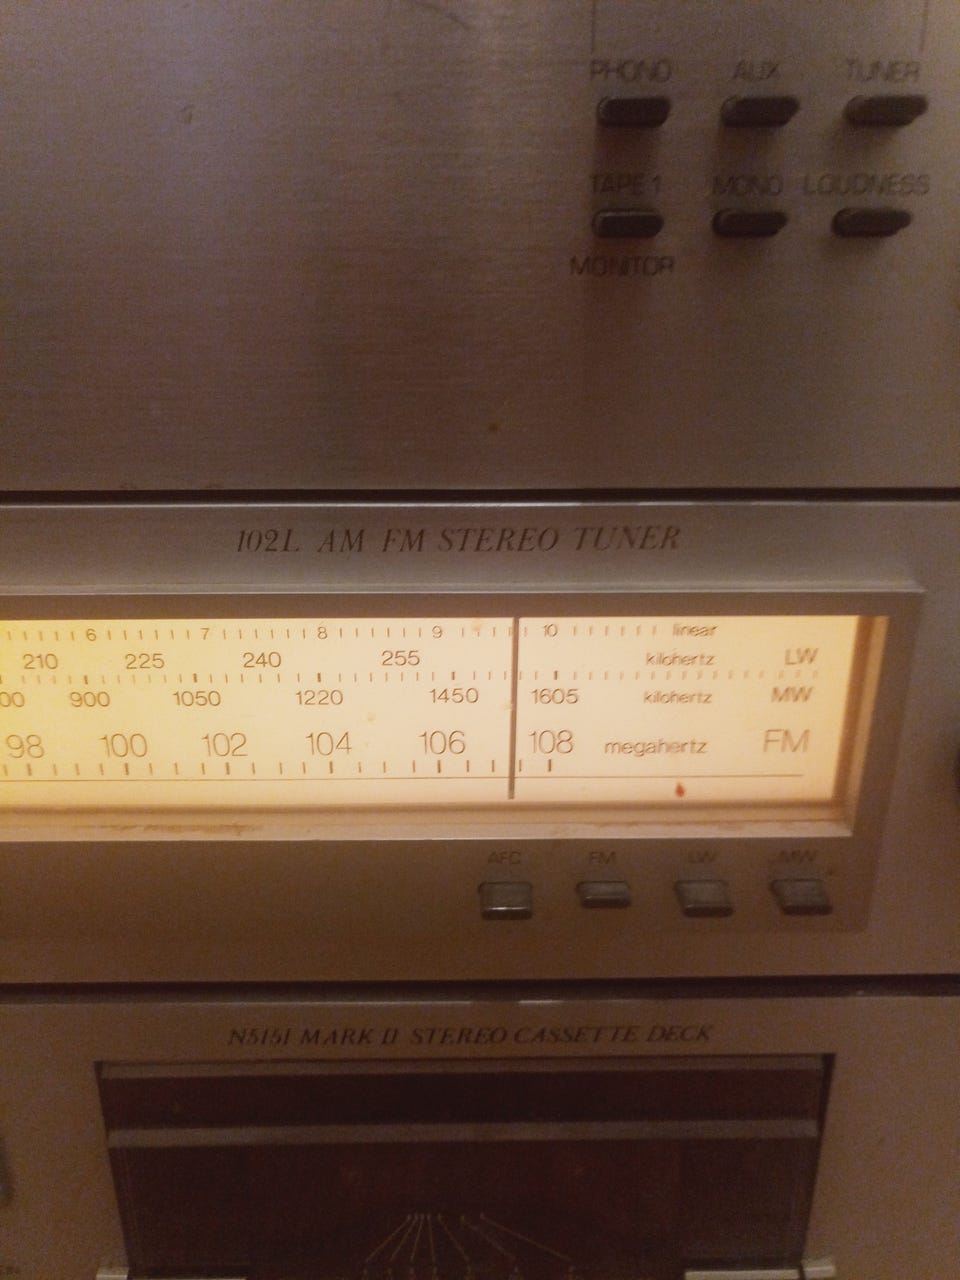 PHONO AUX TUNER
TAPE 1 MONO LOUDNESS
MONITOR
102L AM FM STEREO TUNER
6 7 8 9 10 linear
210 225 240 255 kilohertz LW
00 900 1050 1220 1450 1605 kilohertz MW
98 100 102 104 106 108 megahertz FM
AFC FM LW MW
N5151 MARK II STEREO CASSETTE DECK